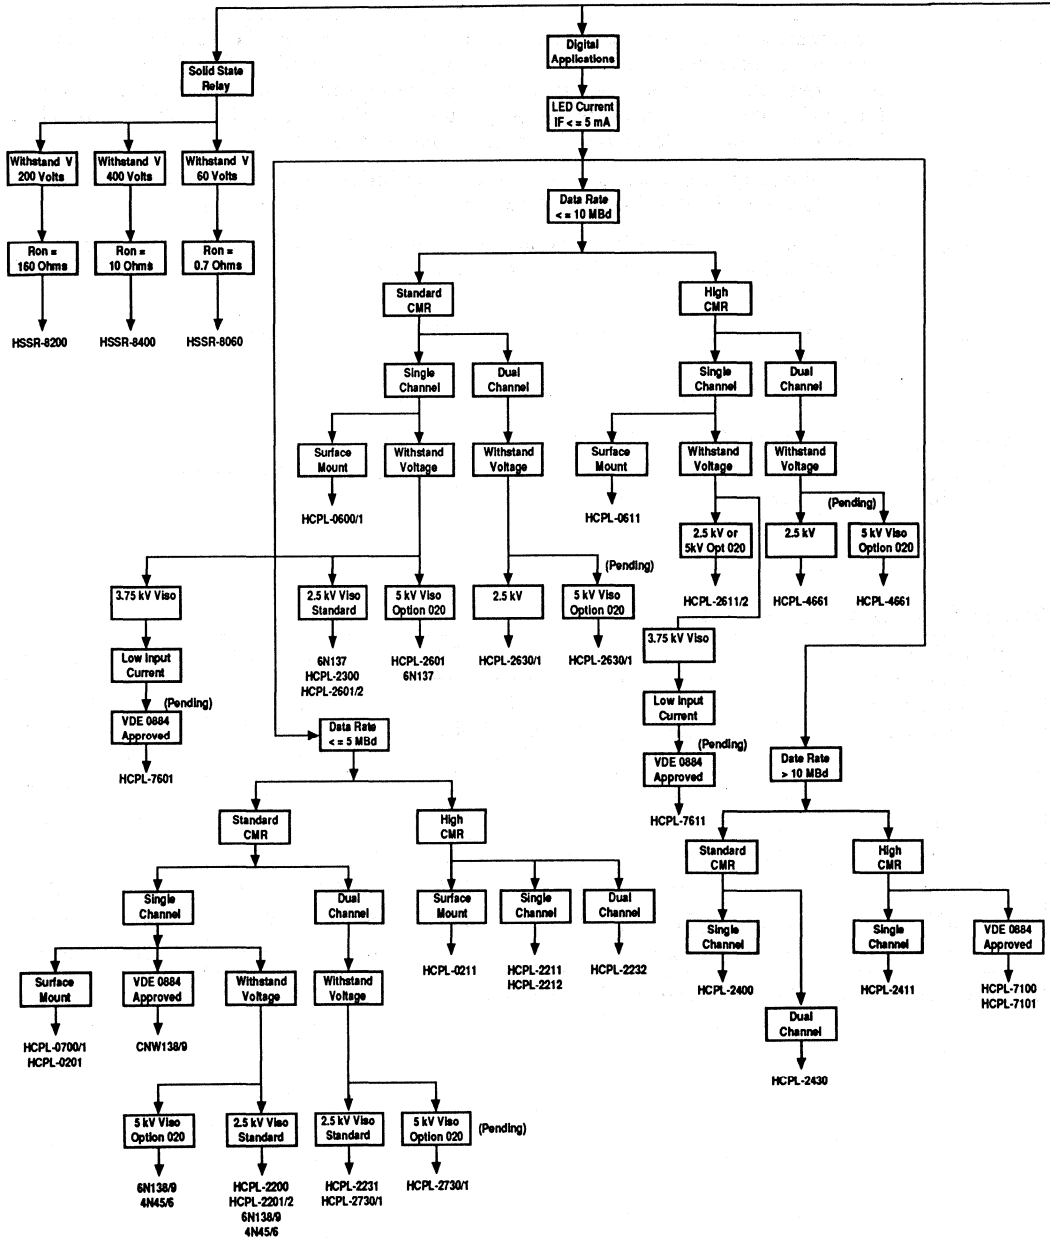 Digital
Applications
Solid State
Relay
LED Current
IF < = 5 mA
Withstand V
200 Volts
Withstand V
400 Volts
Withstand V
60 Volts
Data Rate
< = 10 MBd
Ron =
160 Ohms
Ron =
10 Ohms
Ron =
0.7 Ohms
HSSR-8200
HSSR-8400
HSSR-8060
Standard
CMR
High
CMR
Single
Channel
Dual
Channel
Single
Channel
Dual
Channel
Surface
Mount
Withstand
Voltage
Withstand
Voltage
Surface
Mount
Withstand
Voltage
Withstand
Voltage
HCPL-0600/1
HCPL-0611
(Pending)
2.5 kV or
5kV Opt 020
2.5 kV
5 kV Viso
Option 020
HCPL-2611/2
HCPL-4661
HCPL-4661
(Pending)
3.75 kV Viso
2.5 kV Viso
Standard
5 kV Viso
Option 020
2.5 kV
5 kV Viso
Option 020
6N137
HCPL-2300
HCPL-2601/2
HCPL-2601
6N137
HCPL-2630/1
HCPL-2630/1
3.75 kV Viso
Low Input
Current
(Pending)
VDE 0884
Approved
HCPL-7601
Low Input
Current
(Pending)
VDE 0884
Approved
HCPL-7611
Data Rate
< = 5 MBd
Date Rate
> 10 MBd
Standard
CMR
High
CMR
Standard
CMR
High
CMR
Single
Channel
Dual
Channel
Surface
Mount
Single
Channel
Dual
Channel
Single
Channel
Single
Channel
VDE 0884
Approved
HCPL-0211
HCPL-2211
HCPL-2212
HCPL-2232
HCPL-2400
HCPL-2411
HCPL-7100
HCPL-7101
Surface
Mount
VDE 0884
Approved
Withstand
Voltage
Withstand
Voltage
Dual
Channel
HCPL-2430
HCPL-0700/1
HCPL-0201
CNW138/9
5 kV Viso
Option 020
2.5 kV Viso
Standard
2.5 kV Viso
Standard
5 kV Viso
Option 020
(Pending)
6N138/9
4N45/6
HCPL-2200
HCPL-2201/2
6N138/9
4N45/6
HCPL-2231
HCPL-2730/1
HCPL-2730/1